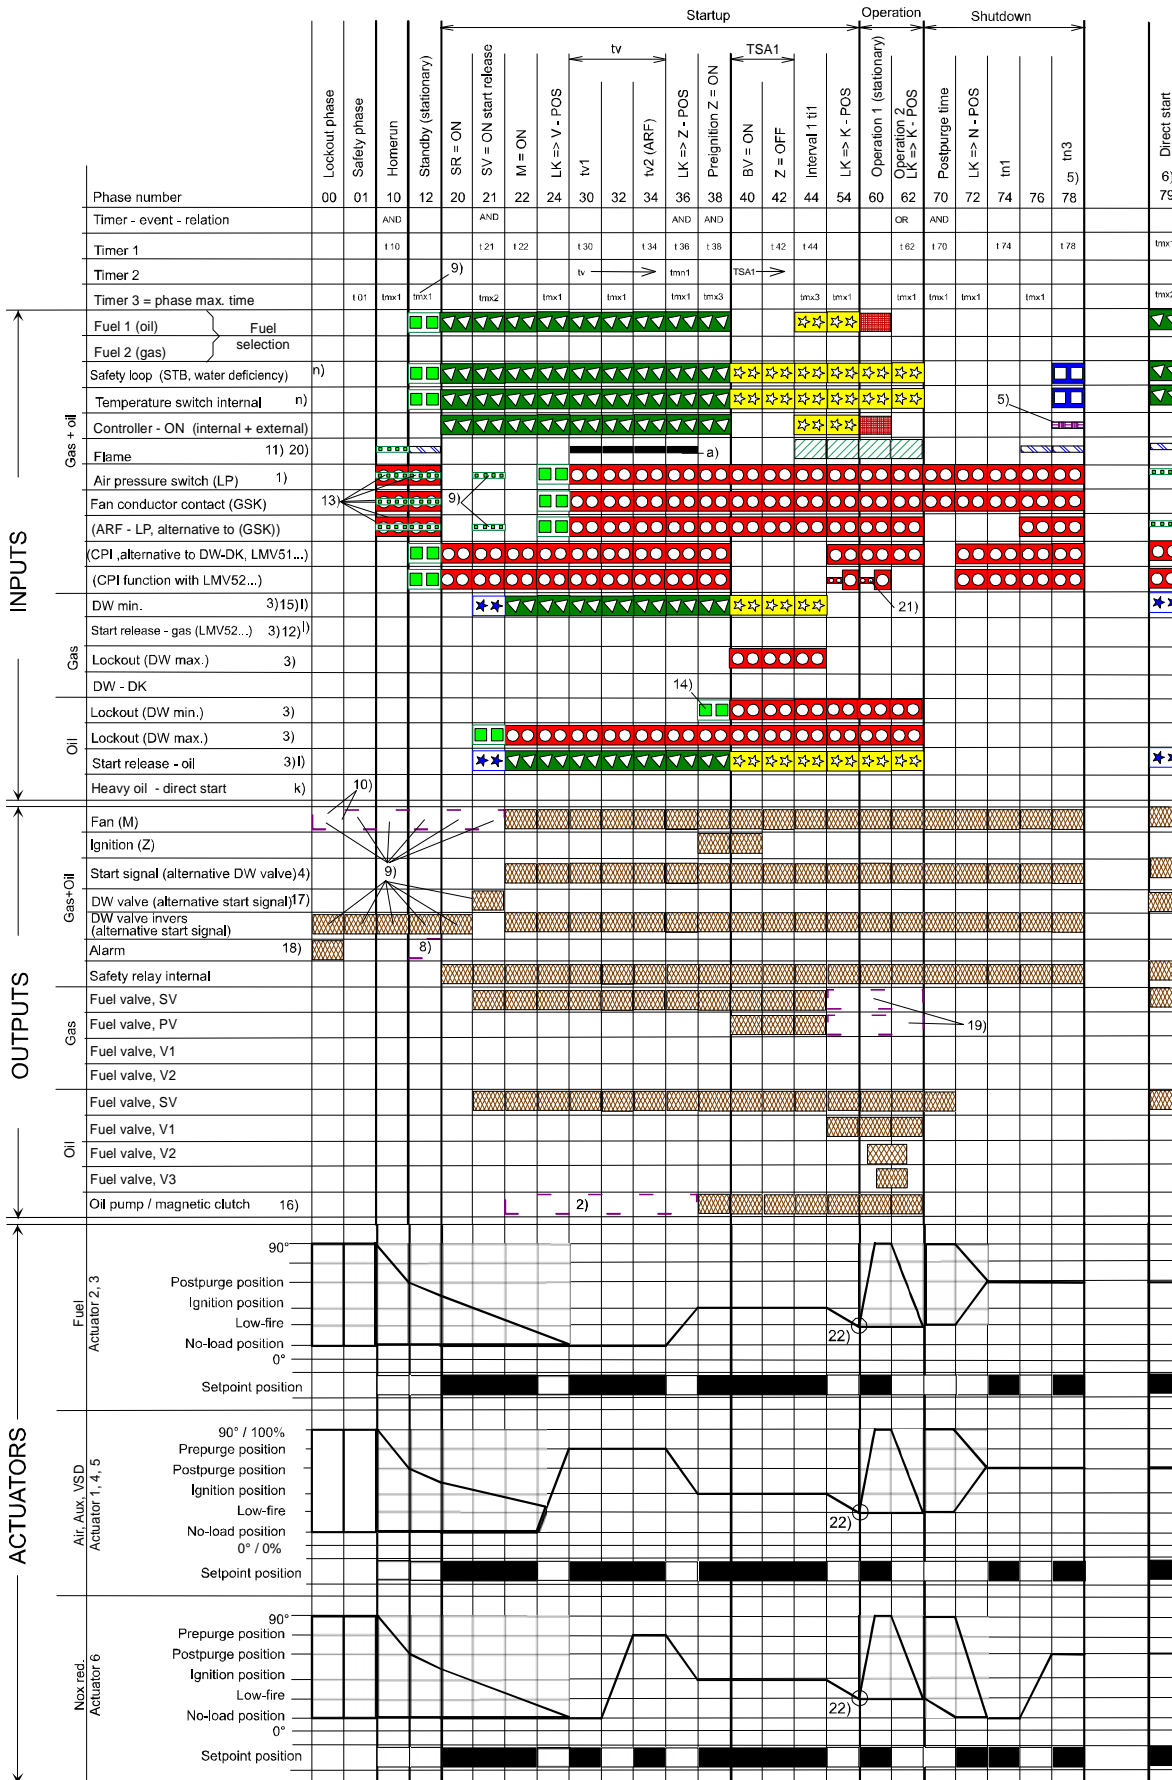 Startup Operation Shutdown
tv TSA1
Lockout phase
Safety phase
Homerun
Standby (stationary)
SR = ON
SV = ON start release
M = ON
LK => V - POS
tv1
tv2 (ARF)
LK => Z - POS
Preignition Z = ON
BV = ON
Z = OFF
Interval 1 ti1
LK => K - POS
Operation 1 (stationary)
Operation 2
LK => K - POS
Postpurge time
LK => N - POS
tn1
tn3
5)
Direct start
6)
Phase number 00 01 10 12 20 21 22 24 30 32 34 36 38 40 42 44 54 60 62 70 72 74 76 78 79
Timer - event - relation AND AND AND AND OR AND
Timer 1 t 10 t 21 t 22 t 30 t 34 t 36 t 38 t 42 t 44 t 62 t 70 t 74 t 78 tmx1
Timer 2 9) tv tmn1 TSA1
Timer 3 = phase max. time t 01 tmx1 tmx1 tmx2 tmx1 tmx1 tmx1 tmx3 tmx3 tmx1 tmx1 tmx1 tmx1 tmx1 tmx2
INPUTS
Gas + oil
Fuel 1 (oil)
Fuel selection
Fuel 2 (gas)
Safety loop (STB, water deficiency) n)
Temperature switch internal n)
Controller - ON (internal + external) 5)
Flame 11) 20) a)
Air pressure switch (LP) 1)
Fan conductor contact (GSK) 13) 9)
(ARF - LP, alternative to (GSK))
(CPI ,alternative to DW-DK, LMV51...)
(CPI function with LMV52...)
21)
Gas
DW min. 3)15)l)
Start release - gas (LMV52...) 3)12)l)
Lockout (DW max.) 3)
DW - DK
14)
Oil
Lockout (DW min.) 3)
Lockout (DW max.) 3)
Start release - oil 3)l)
Heavy oil - direct start k)
10)
OUTPUTS
Gas+Oil
Fan (M)
Ignition (Z)
Start signal (alternative DW valve)4) 9)
DW valve (alternative start signal) 17)
DW valve invers
(alternative start signal)
Alarm 18) 8)
Safety relay internal
Gas
Fuel valve, SV
Fuel valve, PV 19)
Fuel valve, V1
Fuel valve, V2
Oil
Fuel valve, SV
Fuel valve, V1
Fuel valve, V2
Fuel valve, V3
Oil pump / magnetic clutch 16) 2)
ACTUATORS
Fuel
Actuator 2, 3
90°
Postpurge position
Ignition position
Low-fire
No-load position 22)
0°
Setpoint position
Air, Aux, VSD
Actuator 1, 4, 5
90° / 100%
Prepurge position
Postpurge position
Ignition position
Low-fire
No-load position 22)
0° / 0%
Setpoint position
Nox red.
Actuator 6
90°
Prepurge position
Postpurge position
Ignition position
Low-fire
No-load position 22)
0°
Setpoint position